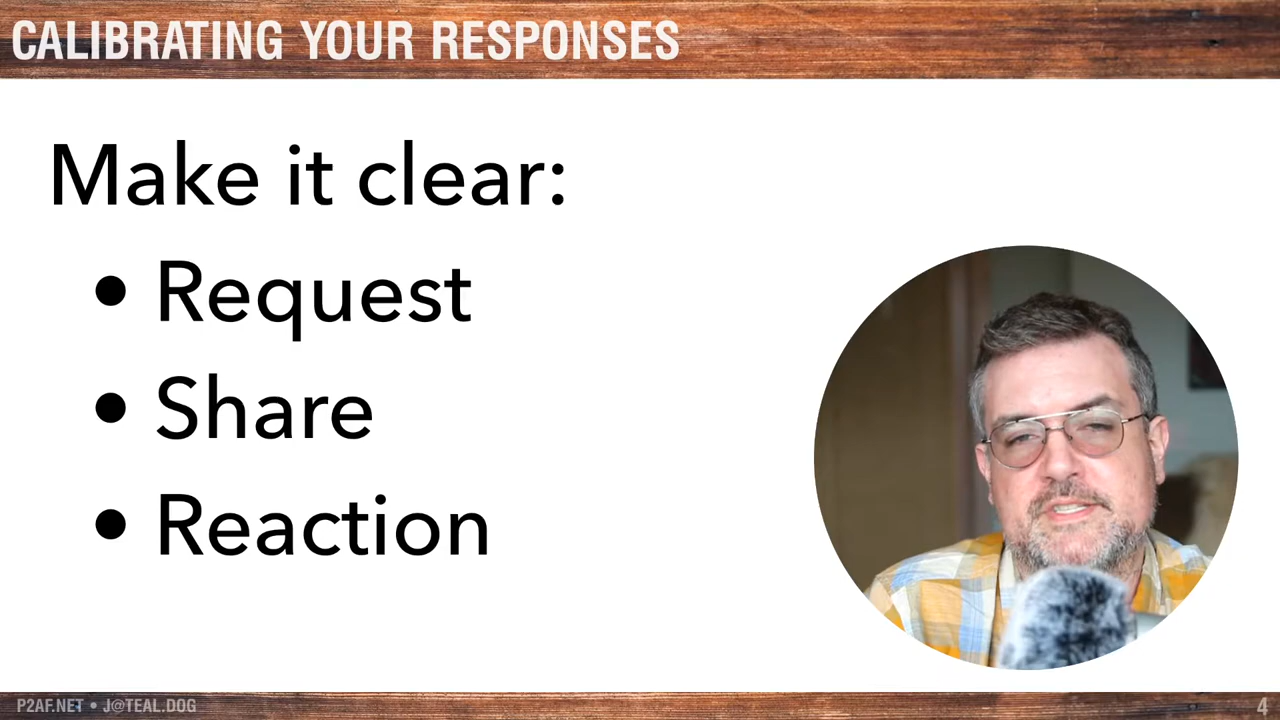 CALIBRATING YOUR RESPONSES
Make it clear:
• Request
• Share
• Reaction
P2AF.NET • J@TEAL.DOG
4